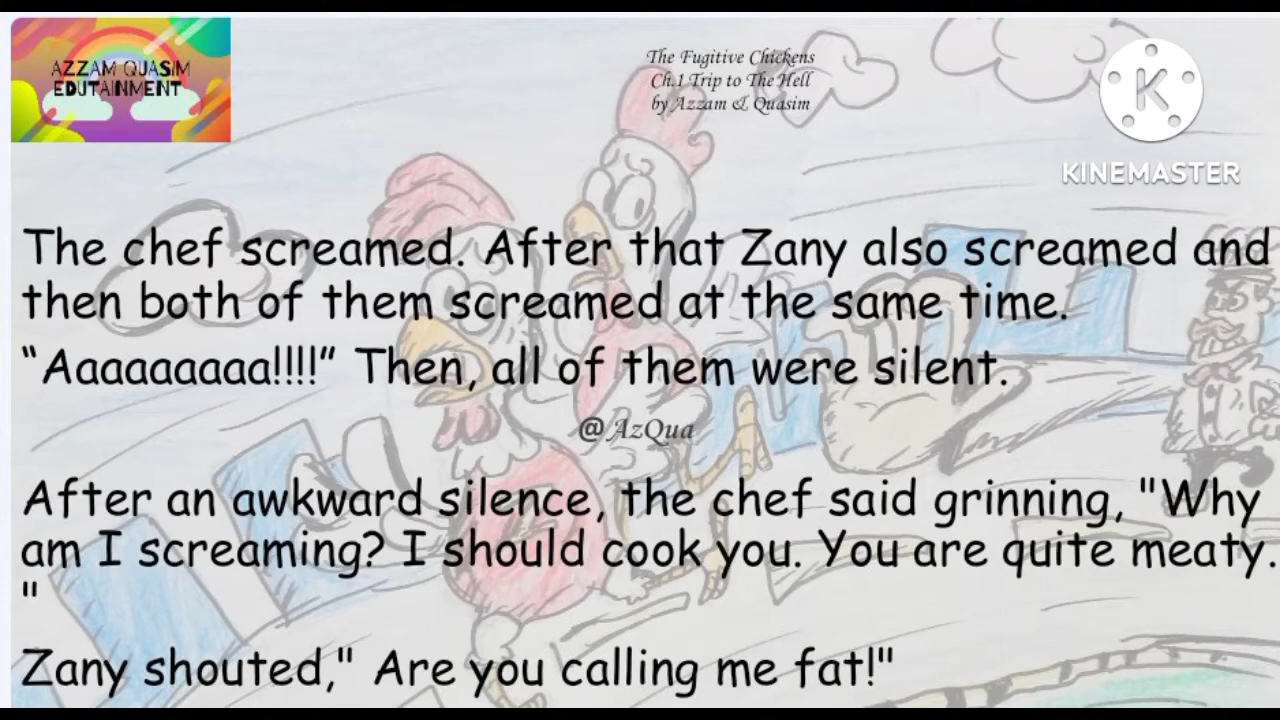 AZZAM QUASIM
EDUTAINMENT
The Fugitive Chickens
Ch.1 Trip to The Hell
by Azzam & Quasim
K
KINEMASTER
The chef screamed. After that Zany also screamed and
then both of them screamed at the same time.
“Aaaaaaaaa!!!!” Then, all of them were silent.
@AzQua
After an awkward silence, the chef said grinning, "Why
am I screaming? I should cook you. You are quite meaty.
"
Zany shouted," Are you calling me fat!"